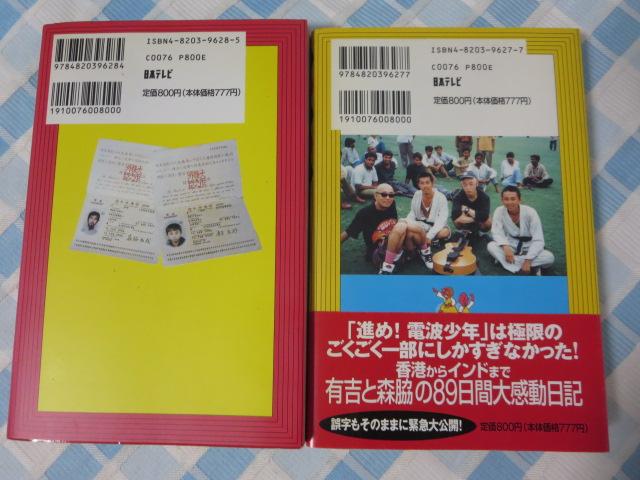 ISBN4-8203-9628-5
C0076 P800E
9784820396284
日本テレビ
定価800円(本体価格777円)
1910076008000
ISBN4-8203-9627-7
C0076 P800E
9784820396277
日本テレビ
定価800円(本体価格777円)
1910076008000
「進め!電波少年」は極限の
ごくごく一部にしかすぎなかった!
香港からインドまで
有吉と森脇の89日間大感動日記
誤字もそのままに緊急大公開!
定価800円(本体価格777円)